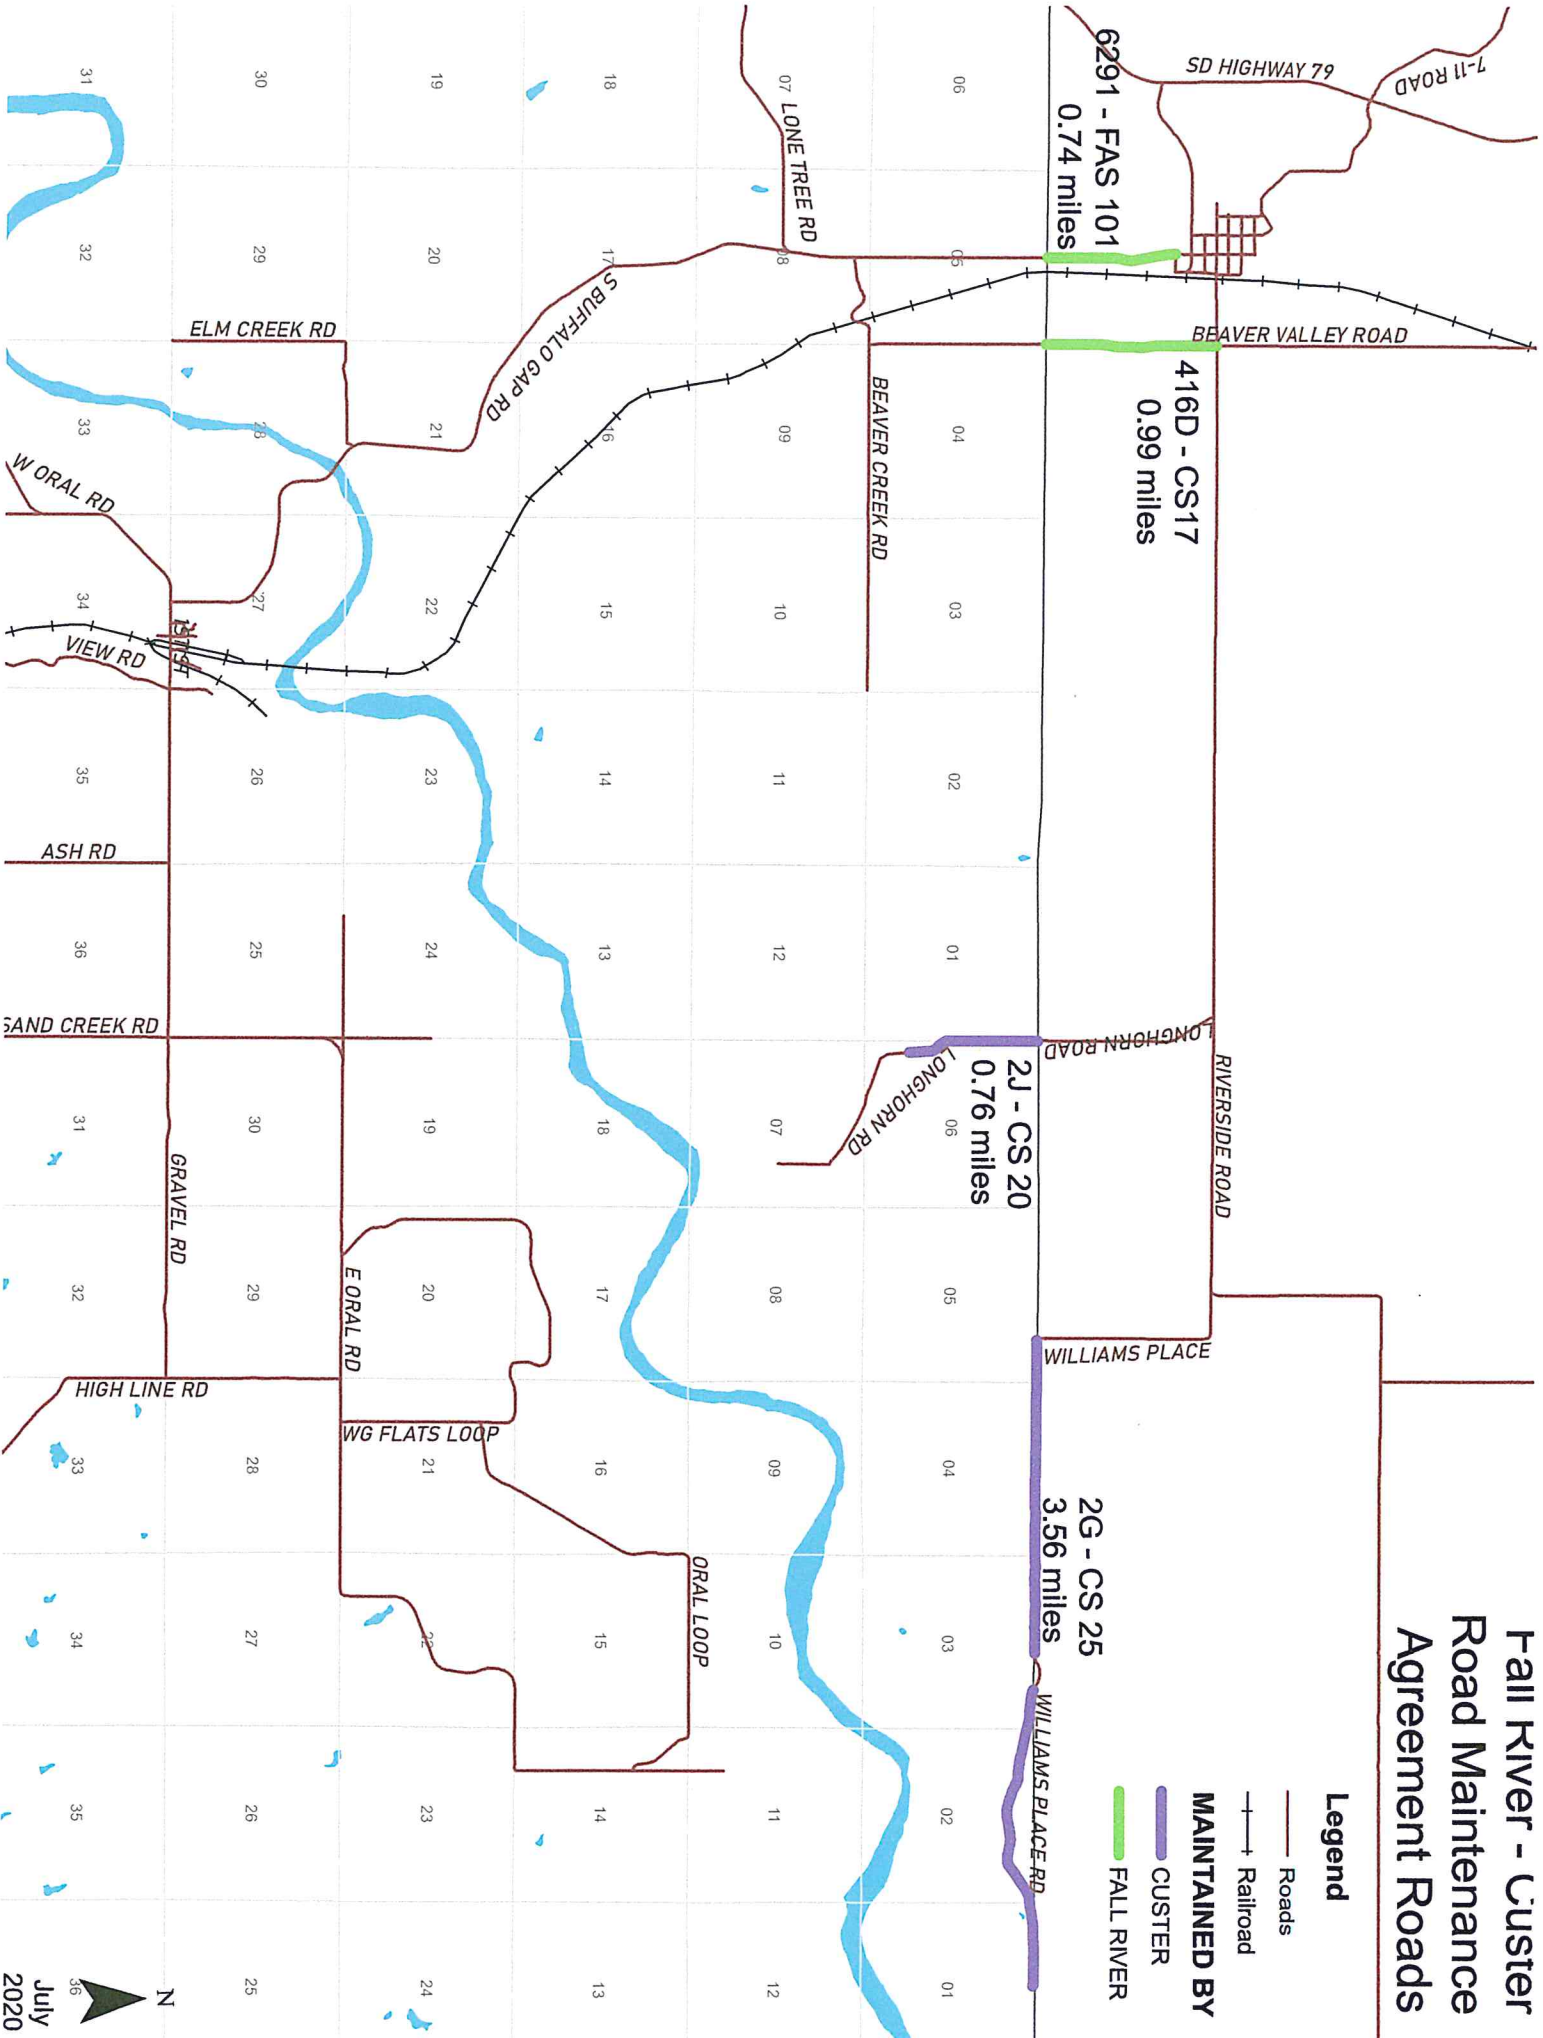 Fall River - Custer
Road Maintenance
Agreement Roads
Legend
Roads
Railroad
MAINTAINED BY
CUSTER
FALL RIVER
7-11 ROAD
SD HIGHWAY 79
6291 - FAS 101
0.74 miles
BEAVER VALLEY ROAD
416D - CS17
0.99 miles
RIVERSIDE ROAD
LONGHORN ROAD
2J - CS 20
0.76 miles
LONGHORN RD
WILLIAMS PLACE
2G - CS 25
3.56 miles
WILLIAMS PLACE RD
06
05
04
03
02
01
06
05
04
03
02
01
LONE TREE RD
BEAVER CREEK RD
07
08
09
10
11
12
07
08
09
10
11
12
S BUFFALO GAP RD
ORAL LOOP
18
17
16
15
14
13
18
17
16
15
14
13
19
20
21
22
23
24
19
20
21
22
23
24
WG FLATS LOOP
E ORAL RD
ELM CREEK RD
30
29
28
27
26
25
30
29
28
27
26
25
W ORAL RD
1ST ST
VIEW RD
GRAVEL RD
ASH RD
SAND CREEK RD
HIGH LINE RD
31
32
33
34
35
36
31
32
33
34
35
36
N
July
2020